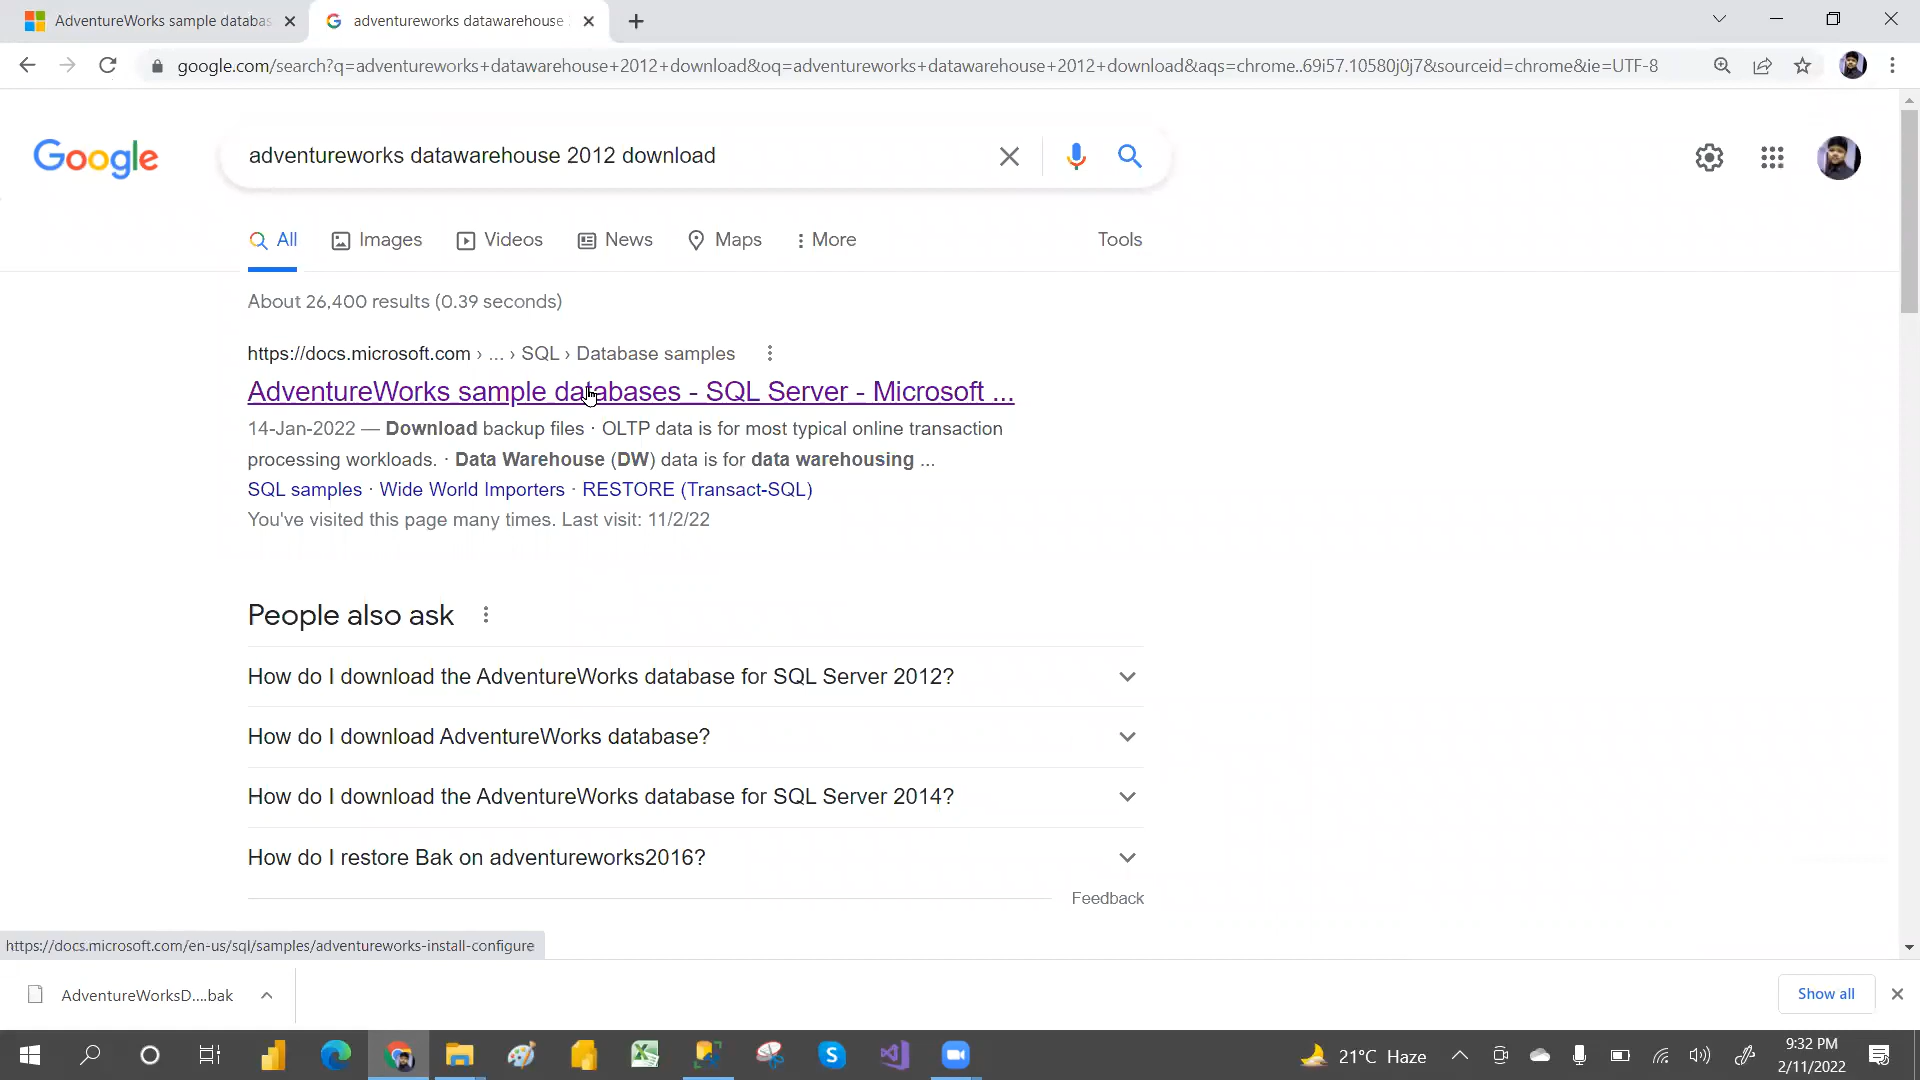 AdventureWorks sample databas
adventureworks datawarehouse
google.com/search?q=adventureworks+datawarehouse+2012+download&oq=adventureworks+datawarehouse+2012+download&aqs=chrome..69i57.10580j0j7&sourceid=chrome&ie=UTF-8
Google
adventureworks datawarehouse 2012 download
All
Images
Videos
News
Maps
More
Tools
About 26,400 results (0.39 seconds)
https://docs.microsoft.com › ... › SQL › Database samples
AdventureWorks sample databases - SQL Server - Microsoft ...
14-Jan-2022 — Download backup files · OLTP data is for most typical online transaction
processing workloads. · Data Warehouse (DW) data is for data warehousing ...
SQL samples · Wide World Importers · RESTORE (Transact-SQL)
You've visited this page many times. Last visit: 11/2/22
People also ask
How do I download the AdventureWorks database for SQL Server 2012?
How do I download AdventureWorks database?
How do I download the AdventureWorks database for SQL Server 2014?
How do I restore Bak on adventureworks2016?
Feedback
https://docs.microsoft.com/en-us/sql/samples/adventureworks-install-configure
AdventureWorksD....bak
Show all
21°C Haze
9:32 PM
2/11/2022